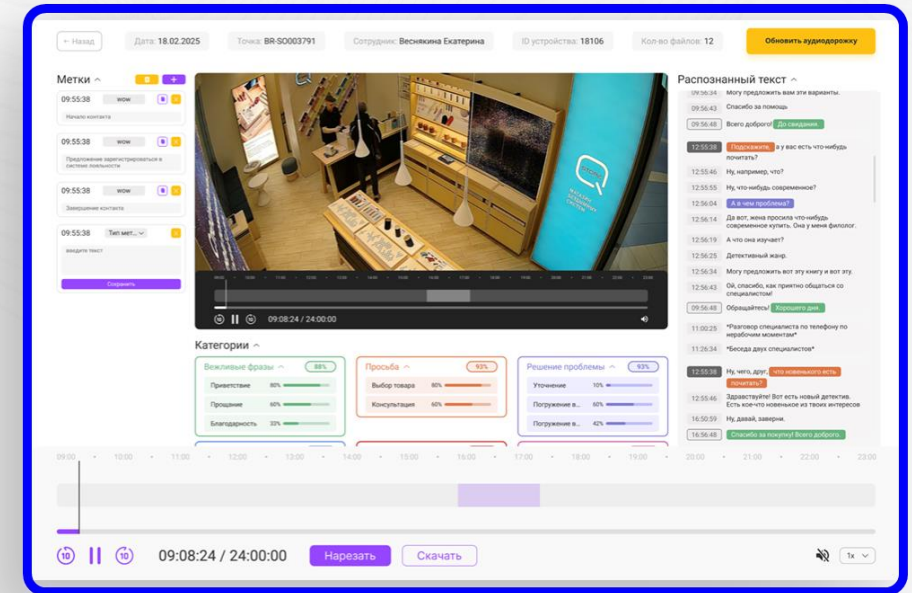 ← Назад
Дата: 18.02.2025
Точка: BR-SO003791
Сотрудник: Веснякина Екатерина
ID устройства: 18106
Кол-во файлов: 12
Обновить аудиодорожку
Метки
09:55:38 wow
Начало контакта
09:55:38 wow
Предложение зарегистрироваться в
системе лояльности
09:55:38 wow
Завершение контакта
09:55:38 Тип мет...
введите текст
Сохранить
09:08:24 / 24:00:00
Категории
Вежливые фразы 88%
Приветствие 80%
Прощание 60%
Благодарность 33%
Просьба 93%
Выбор товара 80%
Консультация 60%
Решение проблемы 93%
Уточнение 10%
Погружение в... 60%
Погружение в... 42%
Распознанный текст
09:56:34 Могу предложить вам эти варианты.
09:56:43 Спасибо за помощь
09:56:48 Всего доброго! До свидания.
12:55:38 Подскажите, а у вас есть что-нибудь
почитать?
12:55:46 Ну, например, что?
12:55:55 Ну, что-нибудь современное?
12:56:04 А в чем проблема?
12:56:14 Да вот, жена просила что-нибудь
современное купить. Она у меня филолог.
12:56:19 А что она изучает?
12:56:25 Детективный жанр.
12:56:34 Могу предложить вот эту книгу и вот эту.
12:56:43 Ой, спасибо, как приятно общаться со
специалистом!
09:56:48 Обращайтесь! Хорошего дня.
11:00:25 *Разговор специалиста по телефону по
нерабочим моментам*
11:26:34 *Беседа двух специалистов*
12:55:38 Ну, чего, друг, что новенького есть
почитать?
12:55:46 Здравствуйте! Вот есть новый детектив.
Есть кое-что новенькое из твоих интересов
16:50:59 Ну, давай, заверни.
16:56:48 Спасибо за покупку! Всего доброго.
09:00 10:00 11:00 12:00 13:00 14:00 15:00 16:00 17:00 18:00 19:00 20:00 21:00 22:00 23:00
10
10
09:08:24 / 24:00:00
Нарезать
Скачать
1x